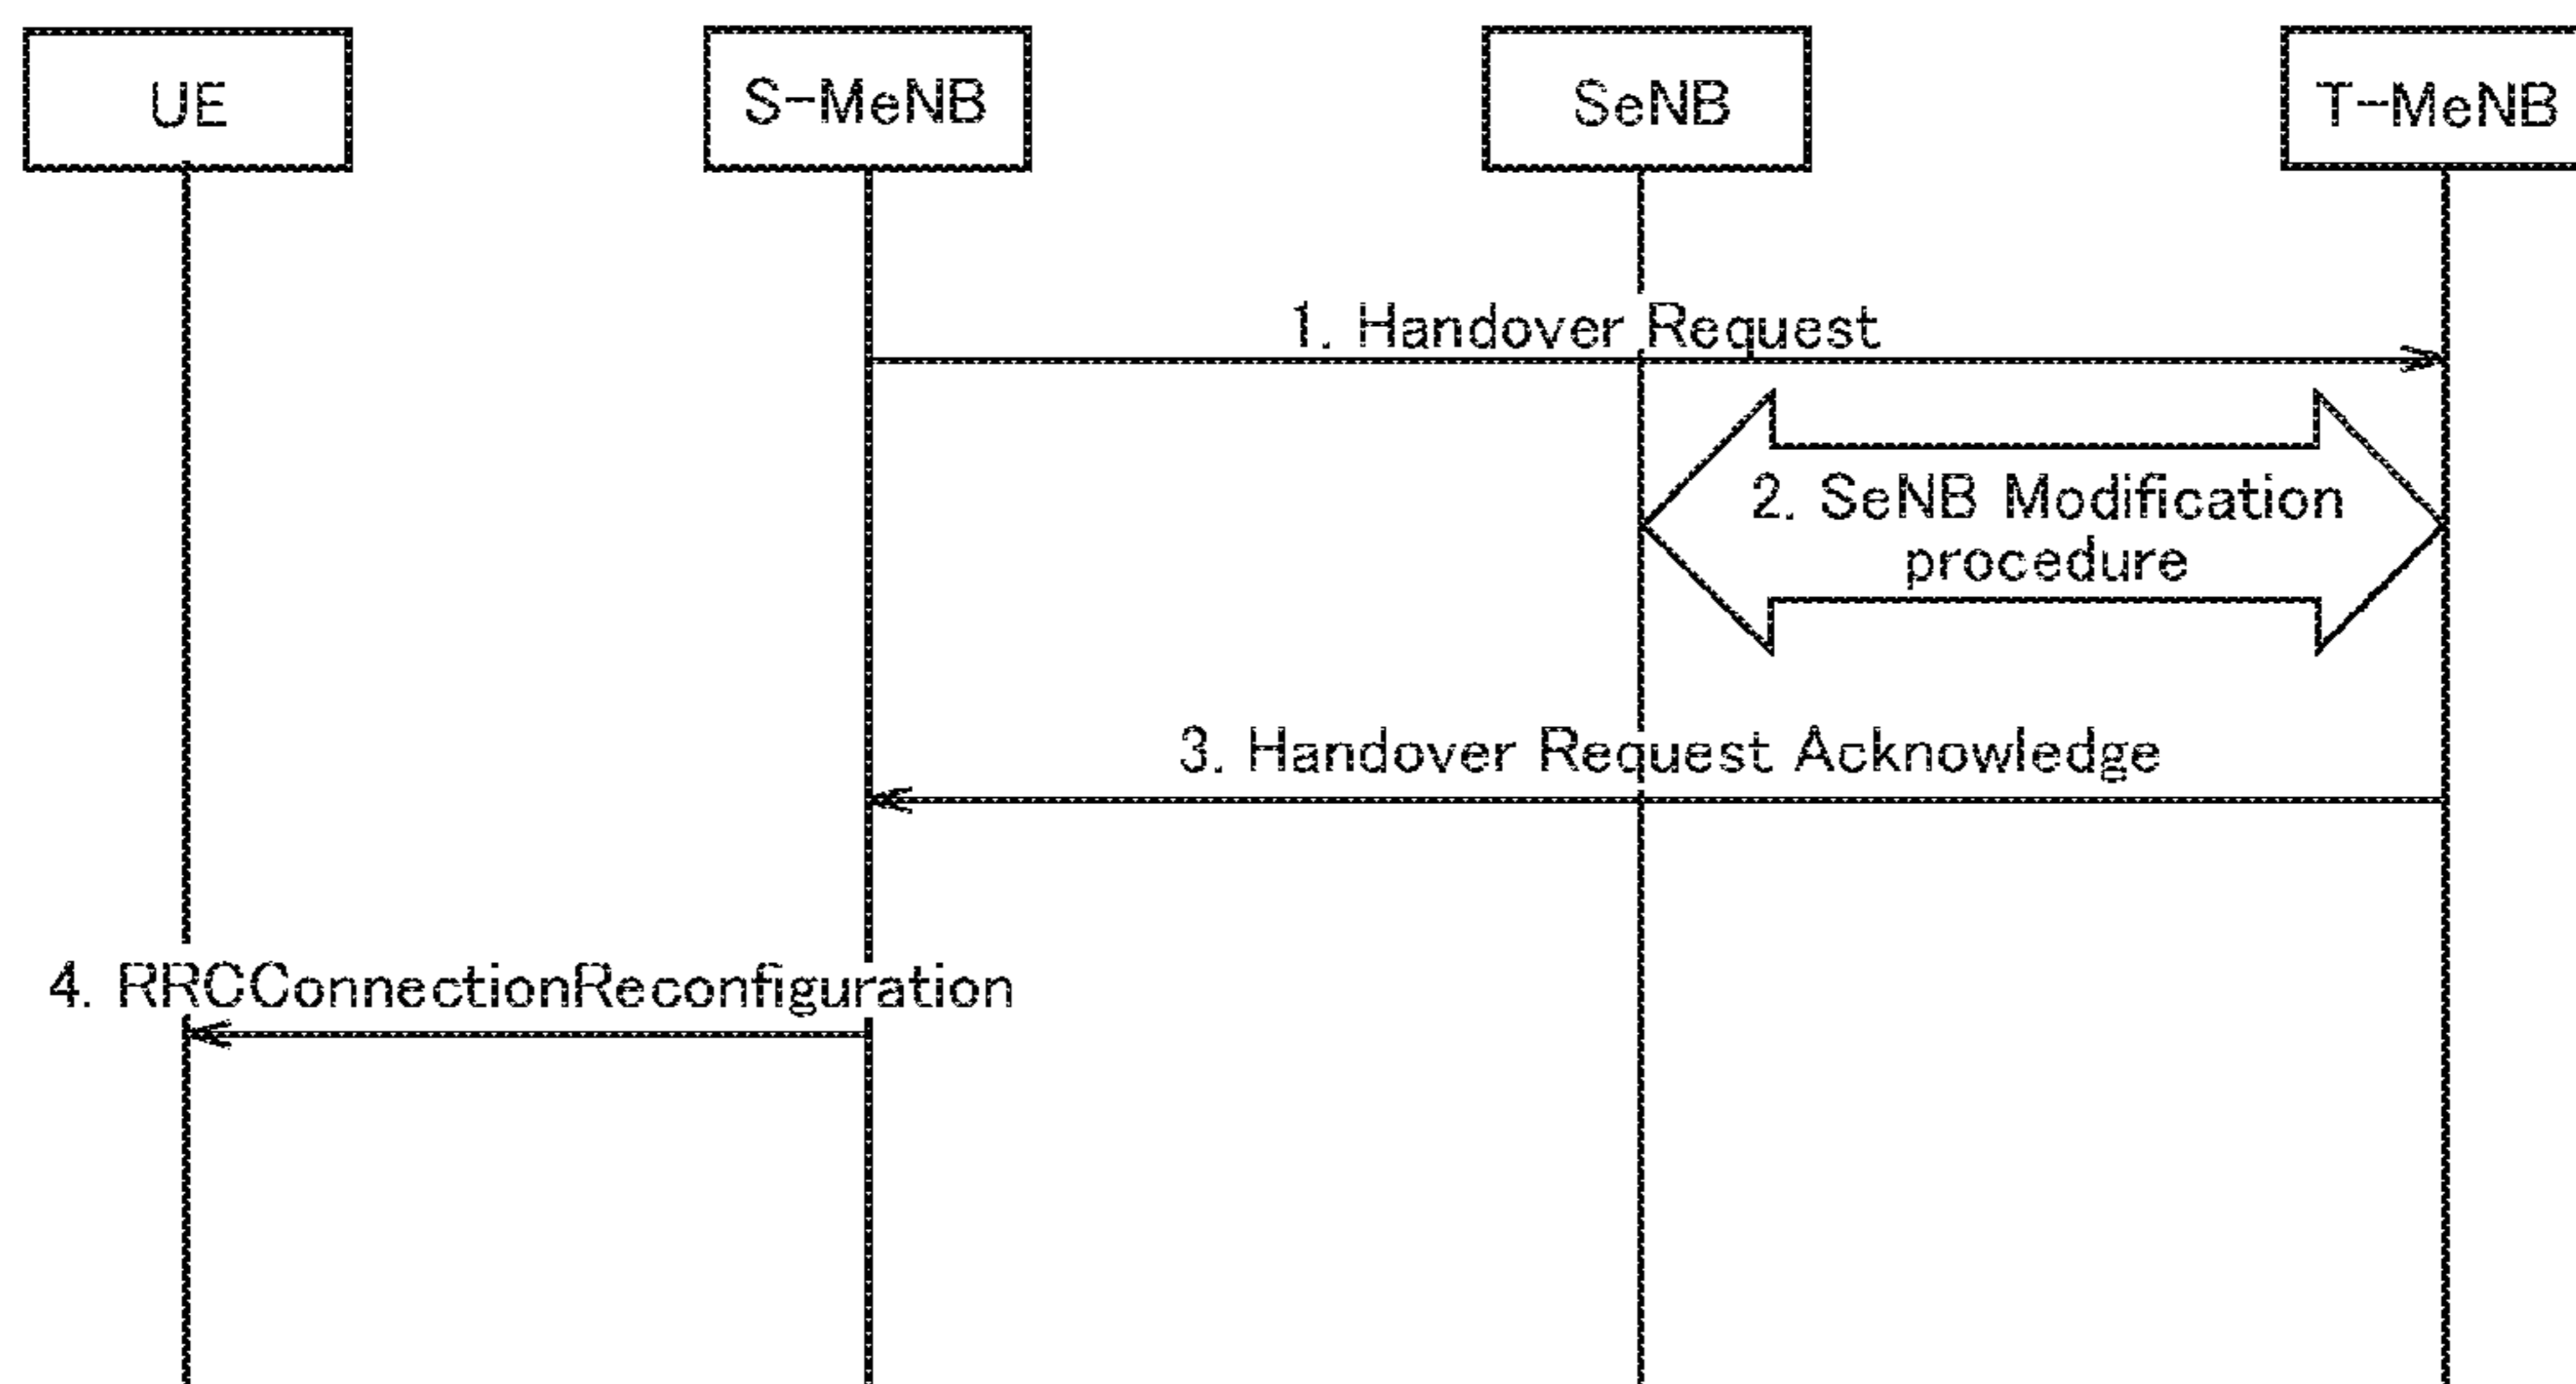 UE
S-MeNB
SeNB
T-MeNB
1. Handover Request
2. SeNB Modification
procedure
3. Handover Request Acknowledge
4. RRCConnectionReconfiguration